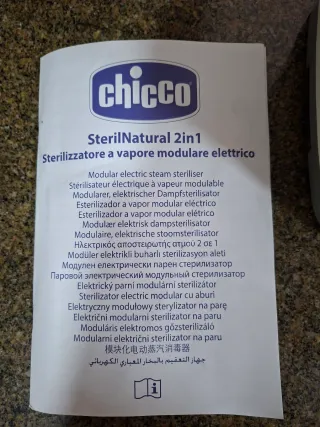 chicco
SterilNatural 2in1
Sterilizzatore a vapore modulare elettrico
Modular electric steam steriliser
Stérilisateur électrique à vapeur modulable
Modularer, elektrischer Dampfsterilisator
Esterilizador a vapor modular eléctrico
Esterilizador a vapor modular elétrico
Modulær elektrisk dampsterilisator
Modulaire, elektrische stoomsterilisator
Ηλεκτρικός αποστειρωτής ατμού 2 σε 1
Modüler elektrikli buharlı sterilizasyon aleti
Модулен електрически парен стерилизатор
Паровой электрический модульный стерилизатор
Elektrický parní modulární sterilizátor
Sterilizator electric modular cu aburi
Elektryczny modułowy sterylizator na parę
Električni modularni sterilizator na paru
Moduláris elektromos gőzsterilizáló
Modularni električni sterilizator na paru
模块化电动蒸汽消毒器
جهاز التعقيم بالبخار المعياري الكهربائي
i